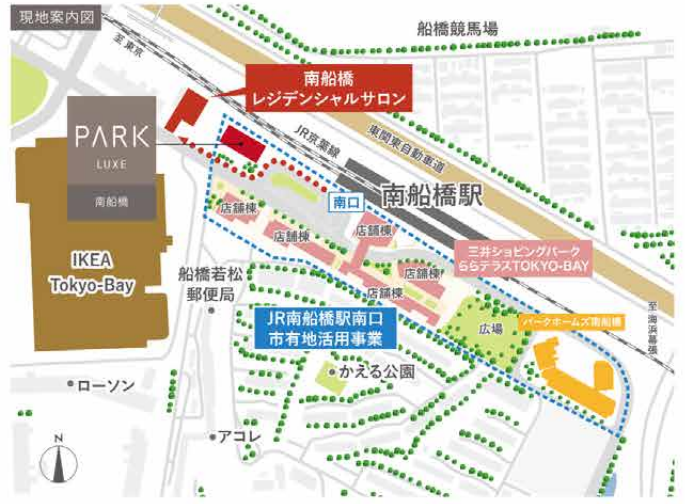 現地案内図
至 東京
船橋競馬場
南船橋
レジデンシャルサロン
PARK
LUXE
南船橋
JR京葉線
東関東自動車道
南船橋駅
南口
店舗棟
店舗棟
店舗棟
店舗棟
店舗棟
三井ショッピングパーク
ららテラスTOKYO-BAY
IKEA
Tokyo-Bay
船橋若松
郵便局
JR南船橋駅南口
市有地活用事業
広場
パークホームズ南船橋
至 海浜幕張
かえる公園
ローソン
アコレ
N